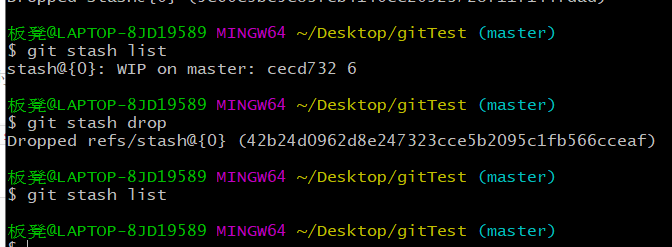 板凳@LAPTOP-8JD19589 MINGW64 ~/Desktop/gitTest (master)
$ git stash list
stash@{0}: WIP on master: cecd732 6
板凳@LAPTOP-8JD19589 MINGW64 ~/Desktop/gitTest (master)
$ git stash drop
Dropped refs/stash@{0} (42b24d0962d8e247323cce5b2095c1fb566cceaf)
板凳@LAPTOP-8JD19589 MINGW64 ~/Desktop/gitTest (master)
$ git stash list
板凳@LAPTOP-8JD19589 MINGW64 ~/Desktop/gitTest (master)
$